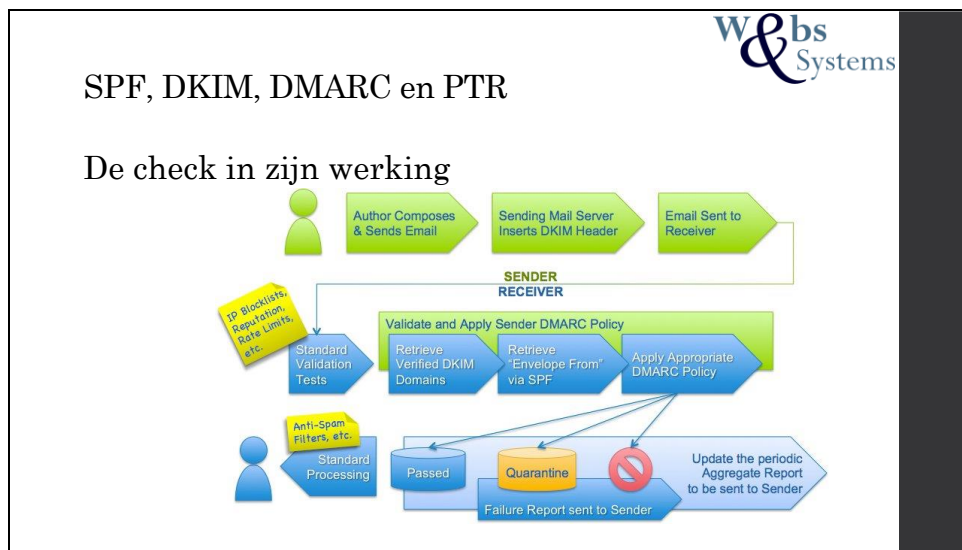 W&bs
Systems
SPF, DKIM, DMARC en PTR
De check in zijn werking
Author Composes
& Sends Email
Sending Mail Server
Inserts DKIM Header
Email Sent to
Receiver
SENDER
RECEIVER
IP Blocklists,
Reputation,
Rate Limits,
etc.
Validate and Apply Sender DMARC Policy
Standard
Validation
Tests
Retrieve
Verified DKIM
Domains
Retrieve
“Envelope From”
via SPF
Apply Appropriate
DMARC Policy
Anti-Spam
Filters, etc.
Standard
Processing
Passed
Quarantine
Update the periodic
Aggregate Report
to be sent to Sender
Failure Report sent to Sender